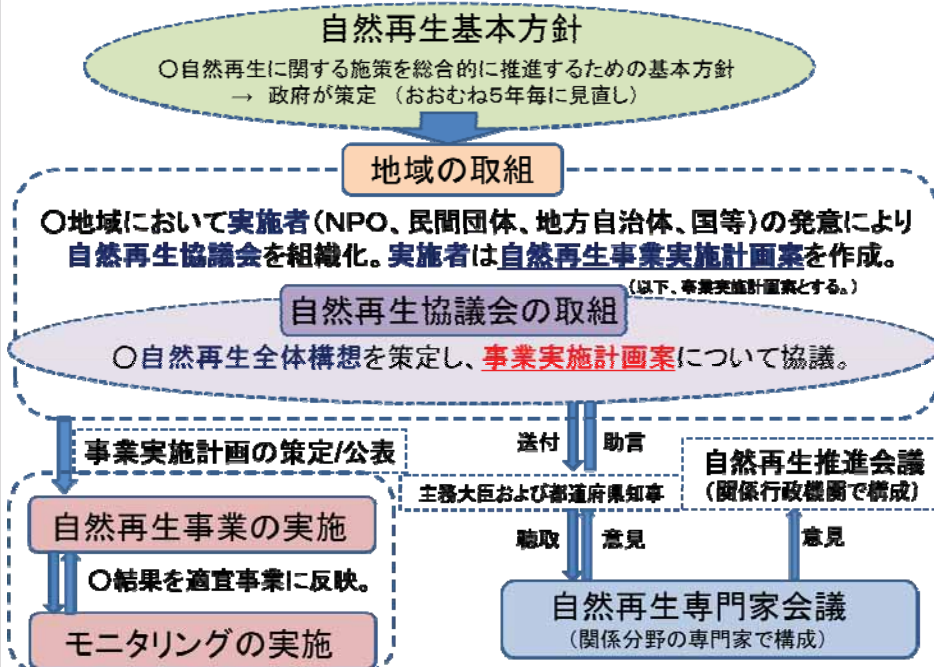 自然再生基本方針
○自然再生に関する施策を総合的に推進するための基本方針
→ 政府が策定 （おおむね5年毎に見直し）
地域の取組
○地域において実施者（NPO、民間団体、地方自治体、国等）の発意により
自然再生協議会を組織化。実施者は自然再生事業実施計画案を作成。
（以下、事業実施計画案とする。）
自然再生協議会の取組
○自然再生全体構想を策定し、事業実施計画案について協議。
事業実施計画の策定/公表
送付 助言
自然再生推進会議
（関係行政機関で構成）
主務大臣および都道府県知事
自然再生事業の実施
聴取 意見 意見
○結果を適宜事業に反映。
自然再生専門家会議
（関係分野の専門家で構成）
モニタリングの実施